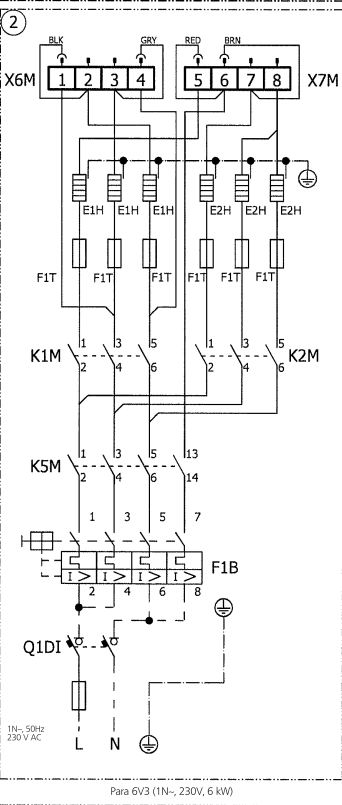 2
BLK GRY RED BRN
X6M 1 2 3 4 5 6 7 8 X7M
E1H E1H E1H E2H E2H E2H
F1T F1T F1T F1T F1T F1T
K1M 1 3 5 1 3 5 K2M
2 4 6 2 4 6
K5M 1 3 5 13
2 4 6 14
1 3 5 7
F1B
I > I > I > I >
2 4 6 8
Q1DI
1N~, 50Hz
230 V AC
L N
Para 6V3 (1N~, 230V, 6 kW)